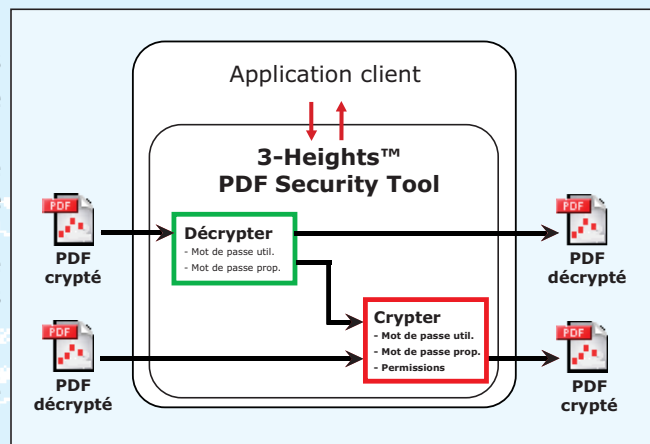 Application client
3-Heights™
PDF Security Tool
PDF
PDF
crypté
Décrypter
- Mot de passe util.
- Mot de passe prop.
PDF
PDF
décrypté
PDF
PDF
décrypté
Crypter
- Mot de passe util.
- Mot de passe prop.
- Permissions
PDF
PDF
crypté